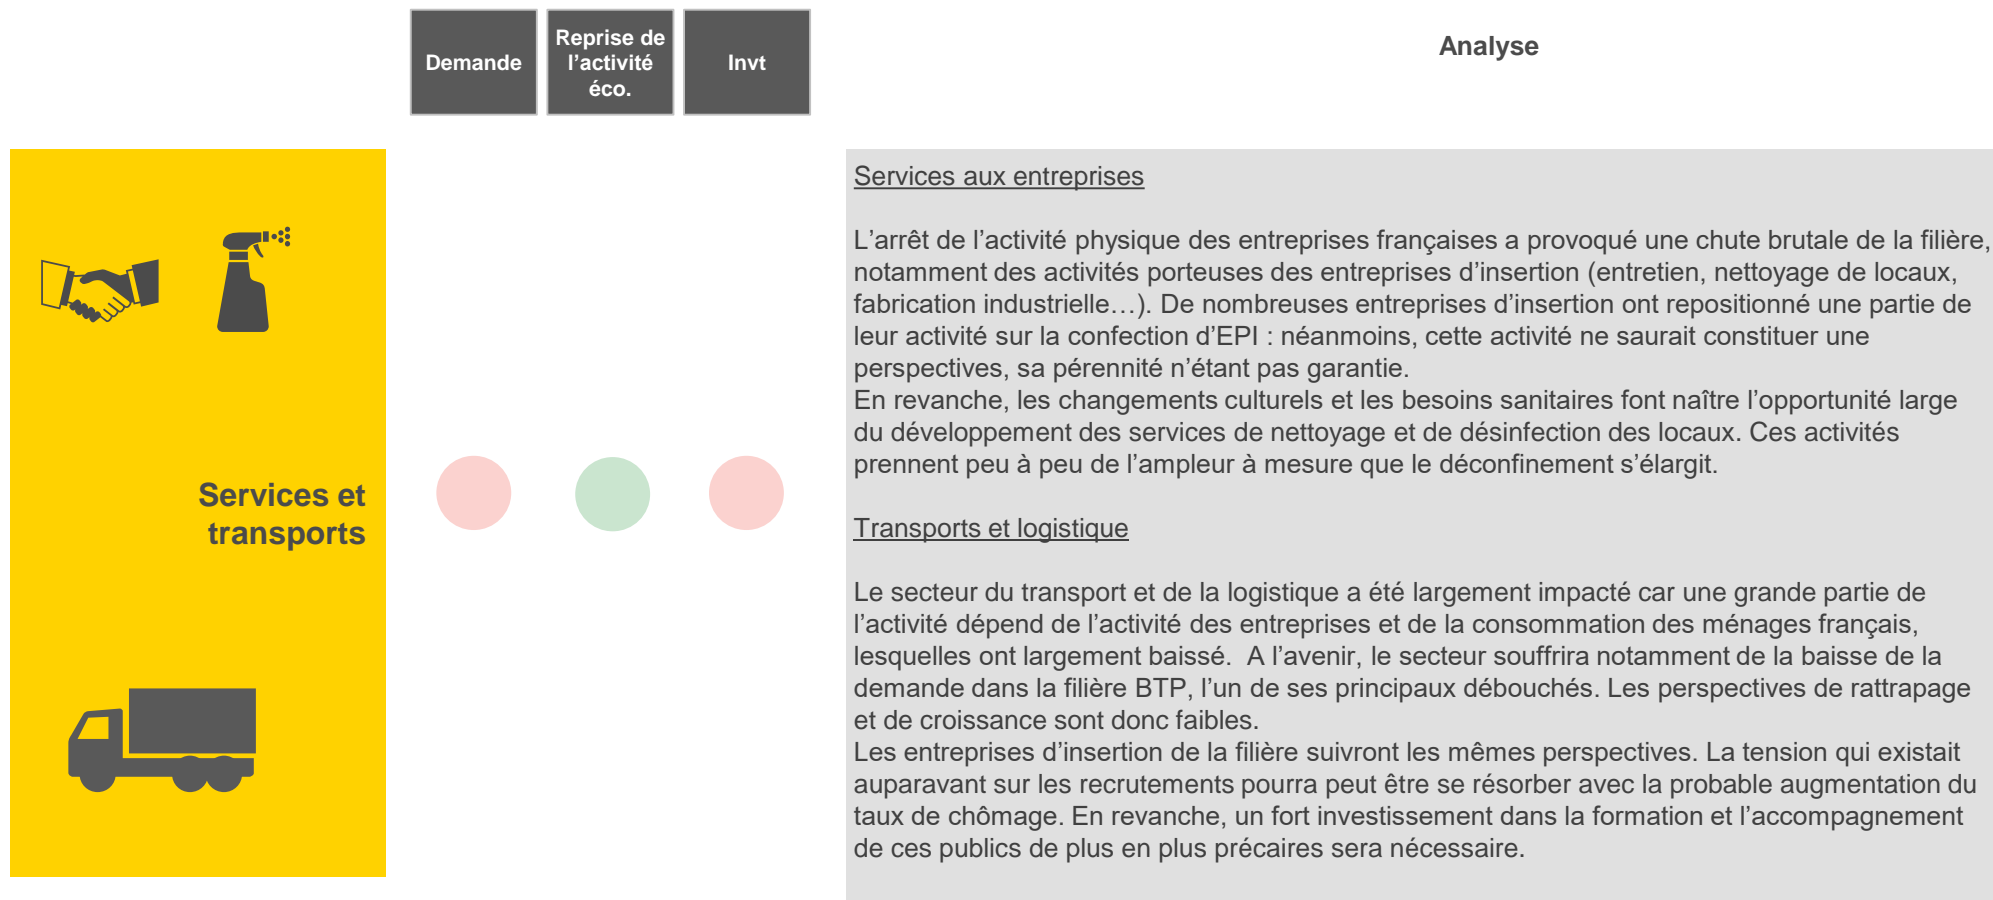 Demande
Reprise de
l’activité
éco.
Invt
Analyse
Services et
transports
Services aux entreprises
L’arrêt de l’activité physique des entreprises françaises a provoqué une chute brutale de la filière,
notamment des activités porteuses des entreprises d’insertion (entretien, nettoyage de locaux,
fabrication industrielle…). De nombreuses entreprises d’insertion ont repositionné une partie de
leur activité sur la confection d’EPI : néanmoins, cette activité ne saurait constituer une
perspectives, sa pérennité n’étant pas garantie.
En revanche, les changements culturels et les besoins sanitaires font naître l’opportunité large
du développement des services de nettoyage et de désinfection des locaux. Ces activités
prennent peu à peu de l’ampleur à mesure que le déconfinement s’élargit.
Transports et logistique
Le secteur du transport et de la logistique a été largement impacté car une grande partie de
l’activité dépend de l’activité des entreprises et de la consommation des ménages français,
lesquelles ont largement baissé.  A l’avenir, le secteur souffrira notamment de la baisse de la
demande dans la filière BTP, l’un de ses principaux débouchés. Les perspectives de rattrapage
et de croissance sont donc faibles.
Les entreprises d’insertion de la filière suivront les mêmes perspectives. La tension qui existait
auparavant sur les recrutements pourra peut être se résorber avec la probable augmentation du
taux de chômage. En revanche, un fort investissement dans la formation et l’accompagnement
de ces publics de plus en plus précaires sera nécessaire.